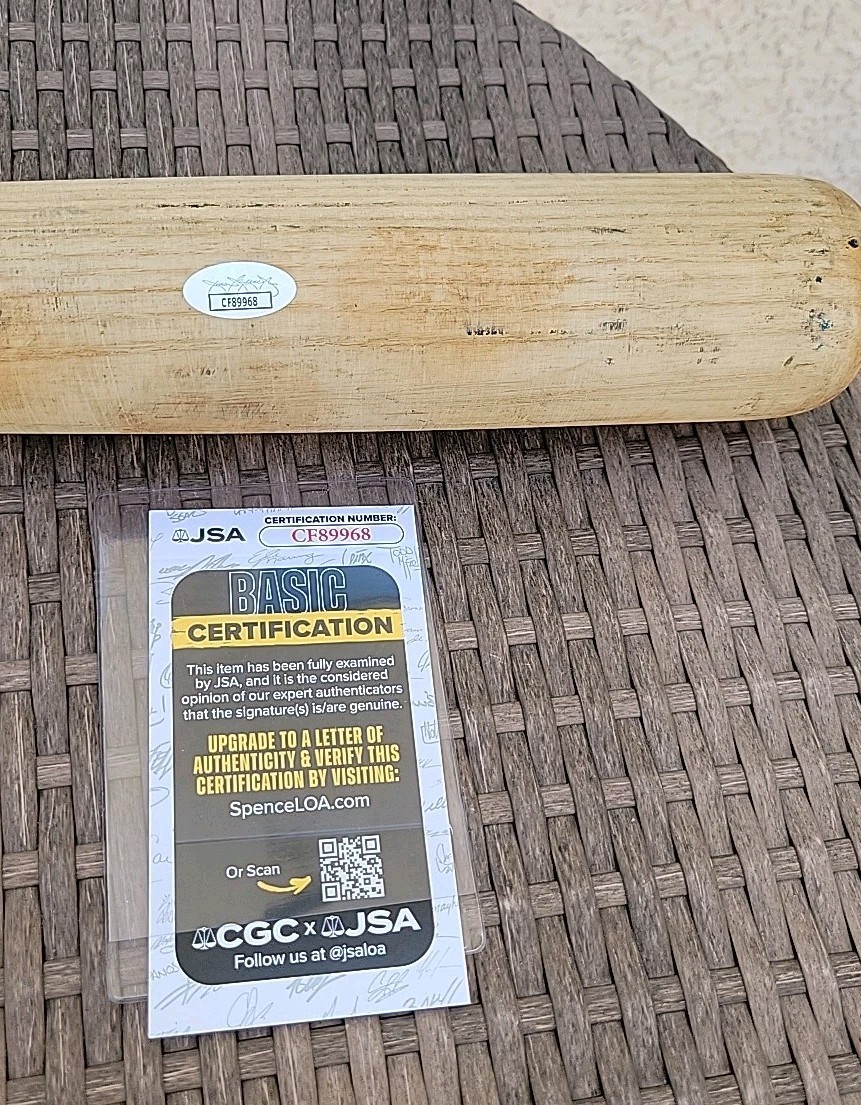 CF89968
JSA
CERTIFICATION NUMBER:
CF89968
BASIC
CERTIFICATION
This item has been fully examined
by JSA, and it is the considered
opinion of our expert authenticators
that the signature(s) is/are genuine.
UPGRADE TO A LETTER OF
AUTHENTICITY & VERIFY THIS
CERTIFICATION BY VISITING:
SpenceLOA.com
Or Scan
CGC x JSA
Follow us at @jsaloa